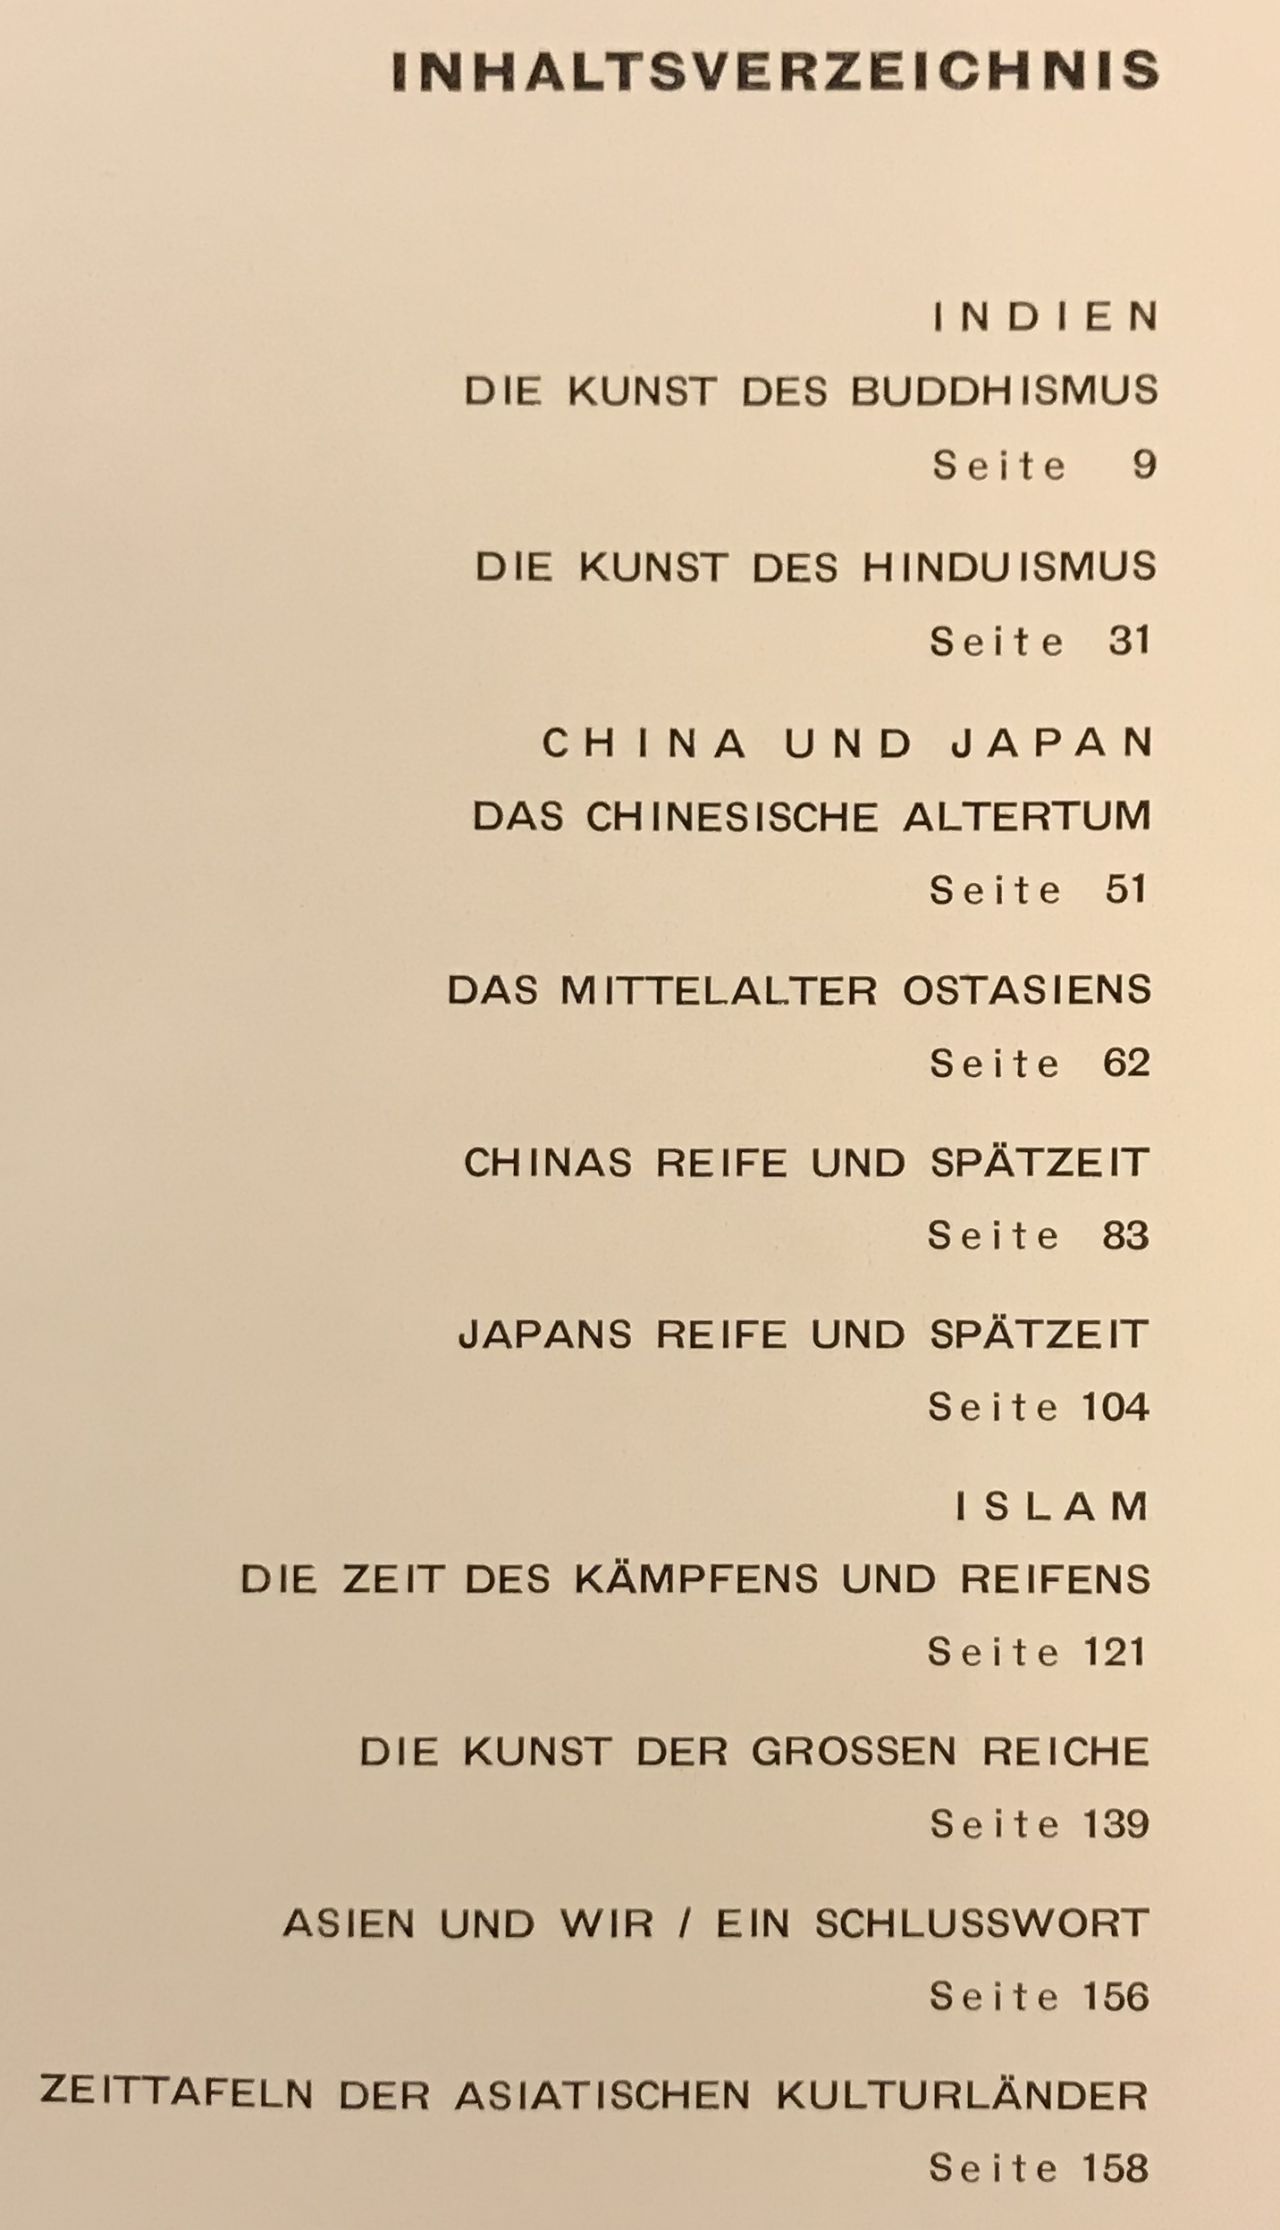 INHALTSVERZEICHNIS
INDIEN
DIE KUNST DES BUDDHISMUS
Seite 9
DIE KUNST DES HINDUISMUS
Seite 31
CHINA UND JAPAN
DAS CHINESISCHE ALTERTUM
Seite 51
DAS MITTELALTER OSTASIENS
Seite 62
CHINAS REIFE UND SPÄTZEIT
Seite 83
JAPANS REIFE UND SPÄTZEIT
Seite 104
ISLAM
DIE ZEIT DES KÄMPFENS UND REIFENS
Seite 121
DIE KUNST DER GROSSEN REICHE
Seite 139
ASIEN UND WIR / EIN SCHLUSSWORT
Seite 156
ZEITTAFELN DER ASIATISCHEN KULTURLÄNDER
Seite 158